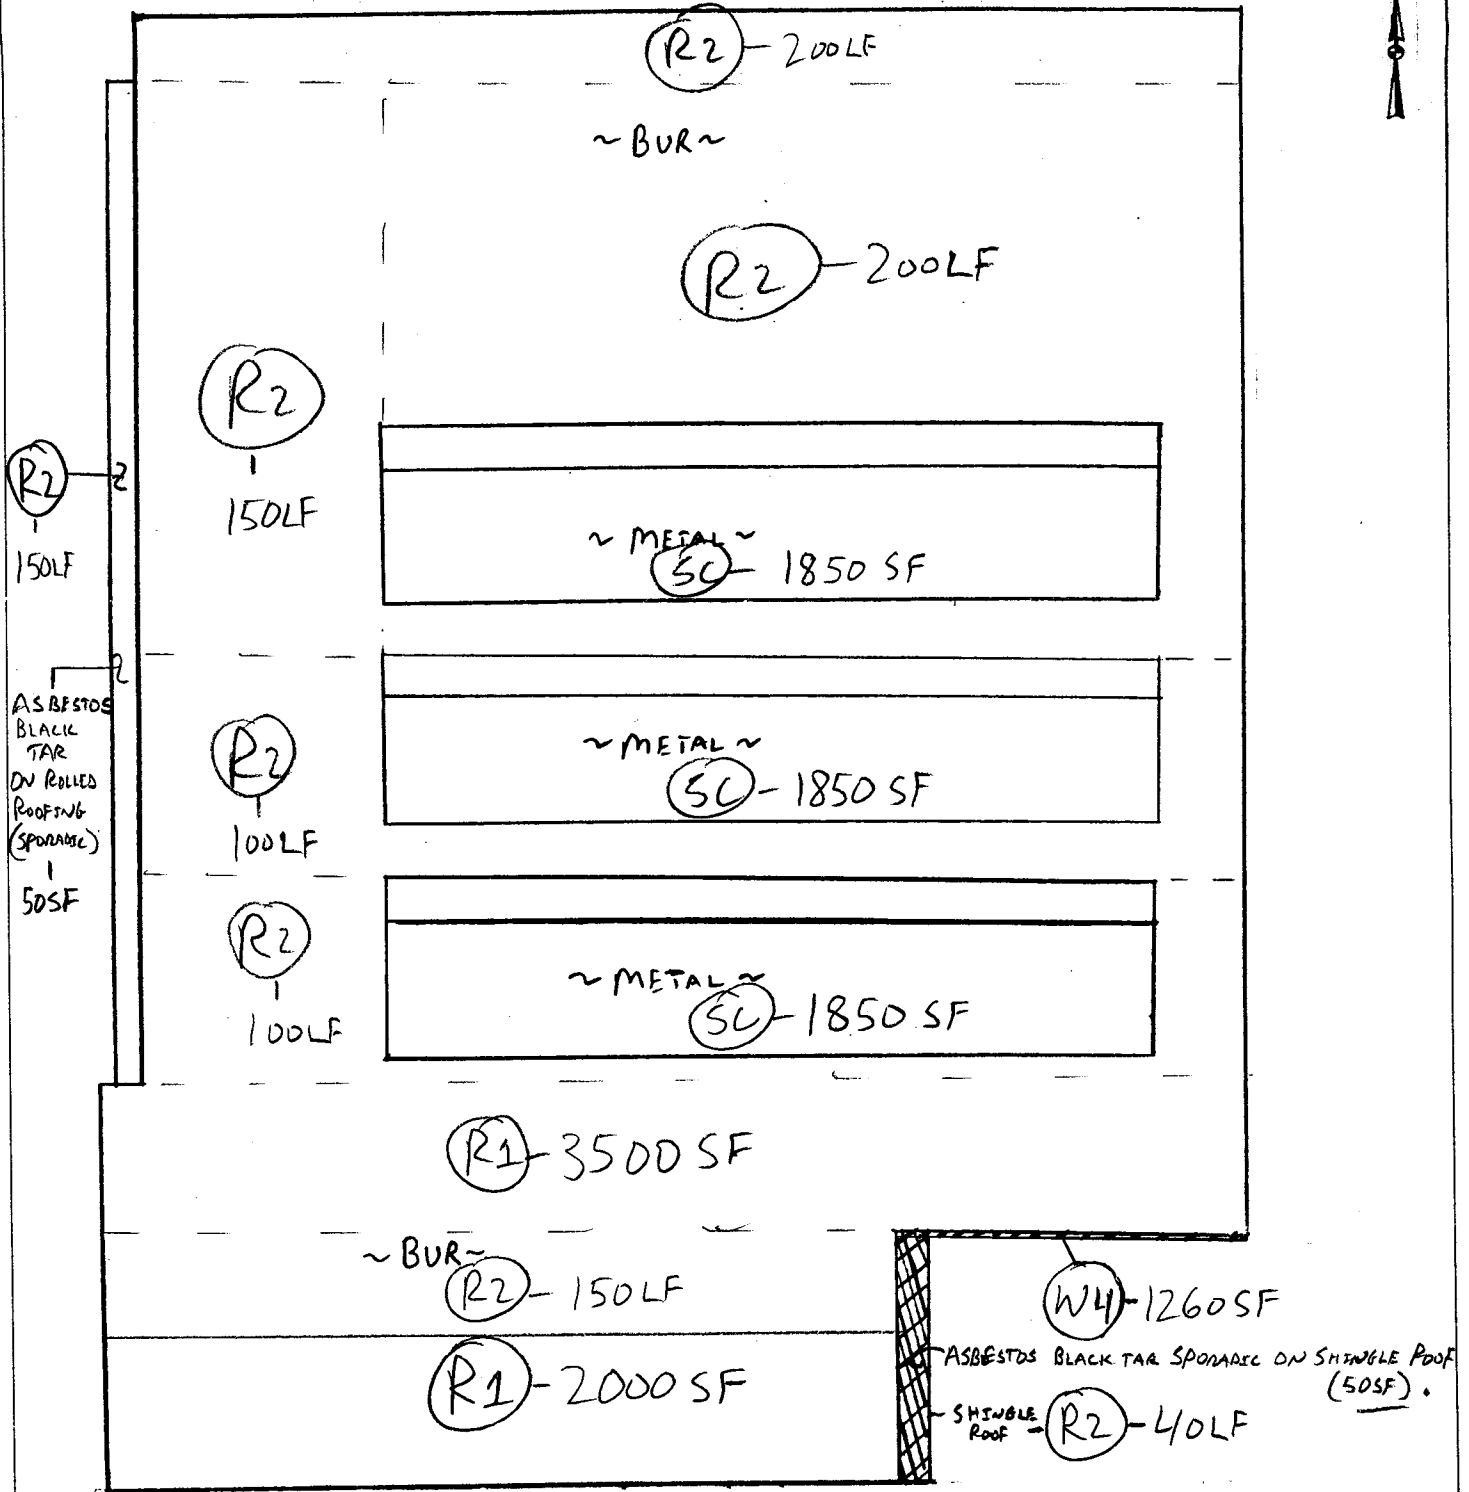 R2 - 200LF
~ BUR ~
R2 - 200LF
R2
150LF
R2
150LF
~ METAL ~
SC - 1850 SF
ASBESTOS
BLACK
TAR
ON ROLLED
ROOFING
(SPORADIC)
50SF
R2
100LF
~ METAL ~
SC - 1850 SF
R2
100LF
~ METAL ~
SC - 1850 SF
R1 - 3500 SF
~ BUR ~
R2 - 150LF
W4 - 1260SF
ASBESTOS BLACK TAR SPORADIC ON SHINGLE ROOF
(50SF).
R1 - 2000 SF
~ SHINGLE
ROOF
R2 - 40LF